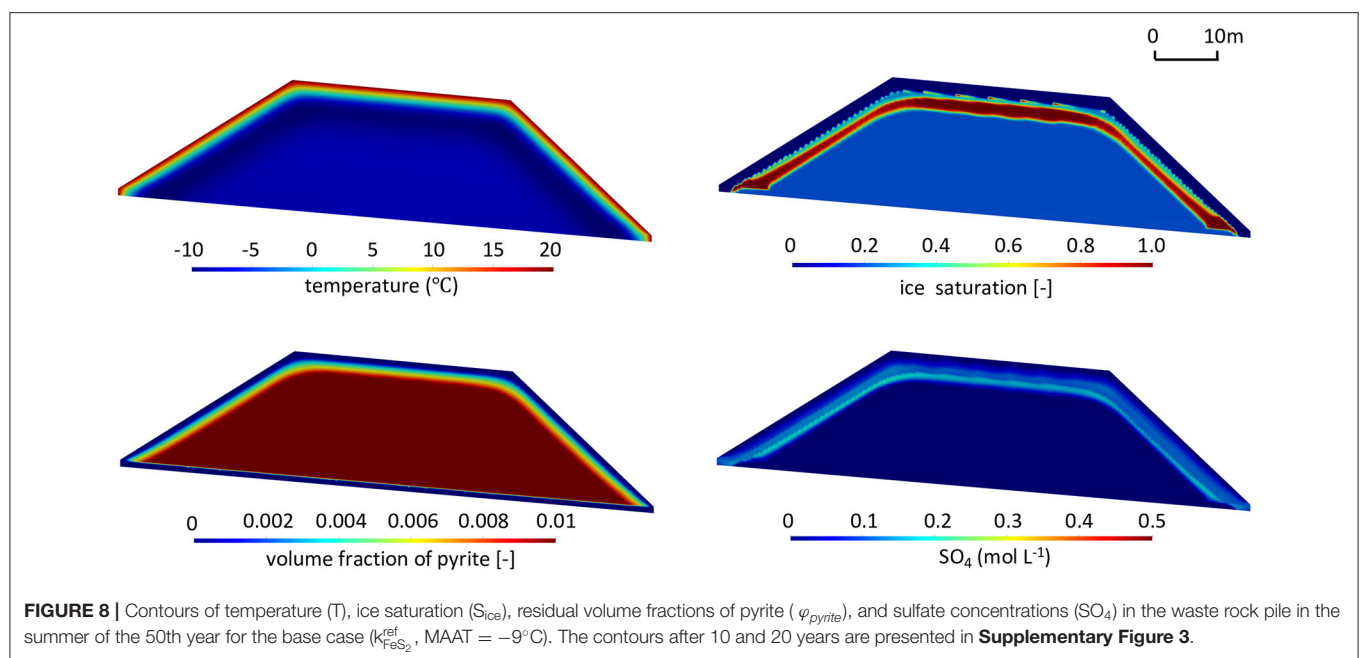 0 10m
-10 -5 0 5 10 15 20
temperature (℃)
0 0.2 0.4 0.6 0.8 1.0
ice saturation [-]
0 0.002 0.004 0.006 0.008 0.01
volume fraction of pyrite [-]
0 0.1 0.2 0.3 0.4 0.5
SO₄ (mol L⁻¹)
FIGURE 8 | Contours of temperature (T), ice saturation (S_ice), residual volume fractions of pyrite ( φ_pyrite), and sulfate concentrations (SO₄) in the waste rock pile in the
summer of the 50th year for the base case (k^ref_FeS₂, MAAT = −9°C). The contours after 10 and 20 years are presented in Supplementary Figure 3.